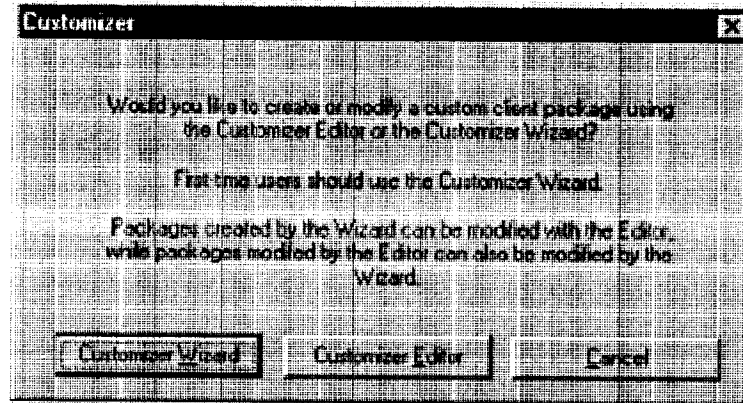 Customizer
Would you like to create or modify a custom client package using
the Customizer Editor or the Customizer Wizard?
First time users should use the Customizer Wizard.
Packages created by the Wizard can be modified with the Editor,
while packages modified by the Editor can also be modified by the
Wizard.
Customizer Wizard
Customizer Editor
Cancel